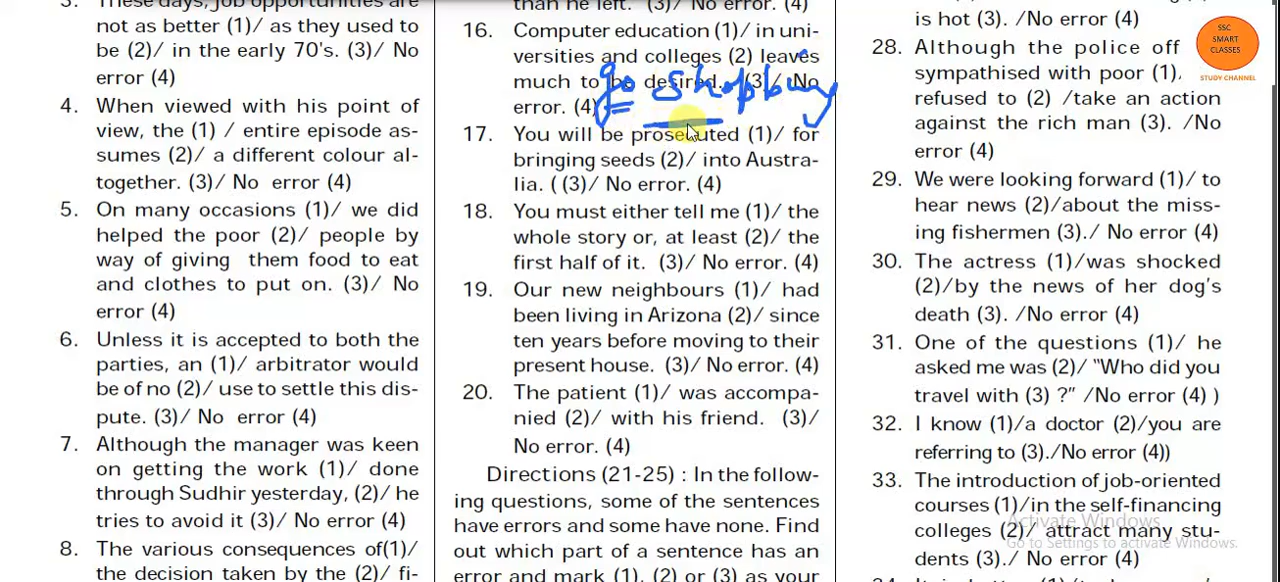 3. These days, job opportunities are
not as better (1)/ as they used to
be (2)/ in the early 70's. (3)/ No
error (4)
4. When viewed with his point of
view, the (1) / entire episode as-
sumes (2)/ a different colour al-
together. (3)/ No error (4)
5. On many occasions (1)/ we did
helped the poor (2)/ people by
way of giving them food to eat
and clothes to put on. (3)/ No
error (4)
6. Unless it is accepted to both the
parties, an (1)/ arbitrator would
be of no (2)/ use to settle this dis-
pute. (3)/ No error (4)
7. Although the manager was keen
on getting the work (1)/ done
through Sudhir yesterday, (2)/ he
tries to avoid it (3)/ No error (4)
8. The various consequences of(1)/
the decision taken by the (2)/ fi-
than he left. (3)/ No error. (4)
16. Computer education (1)/ in uni-
versities and colleges (2) leaves
much to be desired. (3)/ No
error. (4)
go shopping
17. You will be prosecuted (1)/ for
bringing seeds (2)/ into Austra-
lia. ( (3)/ No error. (4)
18. You must either tell me (1)/ the
whole story or, at least (2)/ the
first half of it. (3)/ No error. (4)
19. Our new neighbours (1)/ had
been living in Arizona (2)/ since
ten years before moving to their
present house. (3)/ No error. (4)
20. The patient (1)/ was accompa-
nied (2)/ with his friend. (3)/
No error. (4)
Directions (21-25) : In the follow-
ing questions, some of the sentences
have errors and some have none. Find
out which part of a sentence has an
error and mark (1), (2) or (3) as your
is hot (3). /No error (4)
28. Although the police off
sympathised with poor (1).
refused to (2) /take an action
against the rich man (3). /No
error (4)
29. We were looking forward (1)/ to
hear news (2)/about the miss-
ing fishermen (3)./ No error (4)
30. The actress (1)/was shocked
(2)/by the news of her dog's
death (3). /No error (4)
31. One of the questions (1)/ he
asked me was (2)/ "Who did you
travel with (3) ?" /No error (4) )
32. I know (1)/a doctor (2)/you are
referring to (3)./No error (4))
33. The introduction of job-oriented
courses (1)/in the self-financing
colleges (2)/ attract many stu-
dents (3)./ No error (4)
SSC
SMART
CLASSES
STUDY CHANNEL
Activate Windows
Go to Settings to activate Windows.